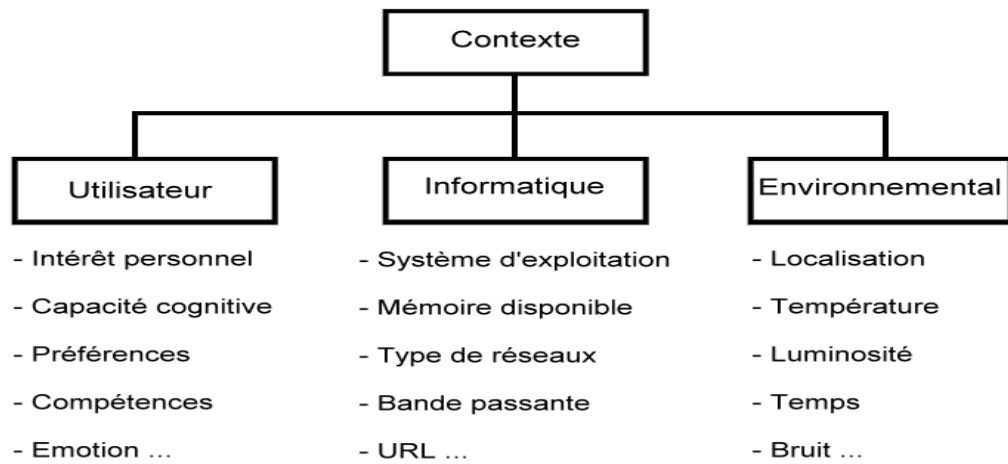 Contexte
Utilisateur
- Intérêt personnel
- Capacité cognitive
- Préférences
- Compétences
- Emotion ...
Informatique
- Système d'exploitation
- Mémoire disponible
- Type de réseaux
- Bande passante
- URL ...
Environnemental
- Localisation
- Température
- Luminosité
- Temps
- Bruit ...